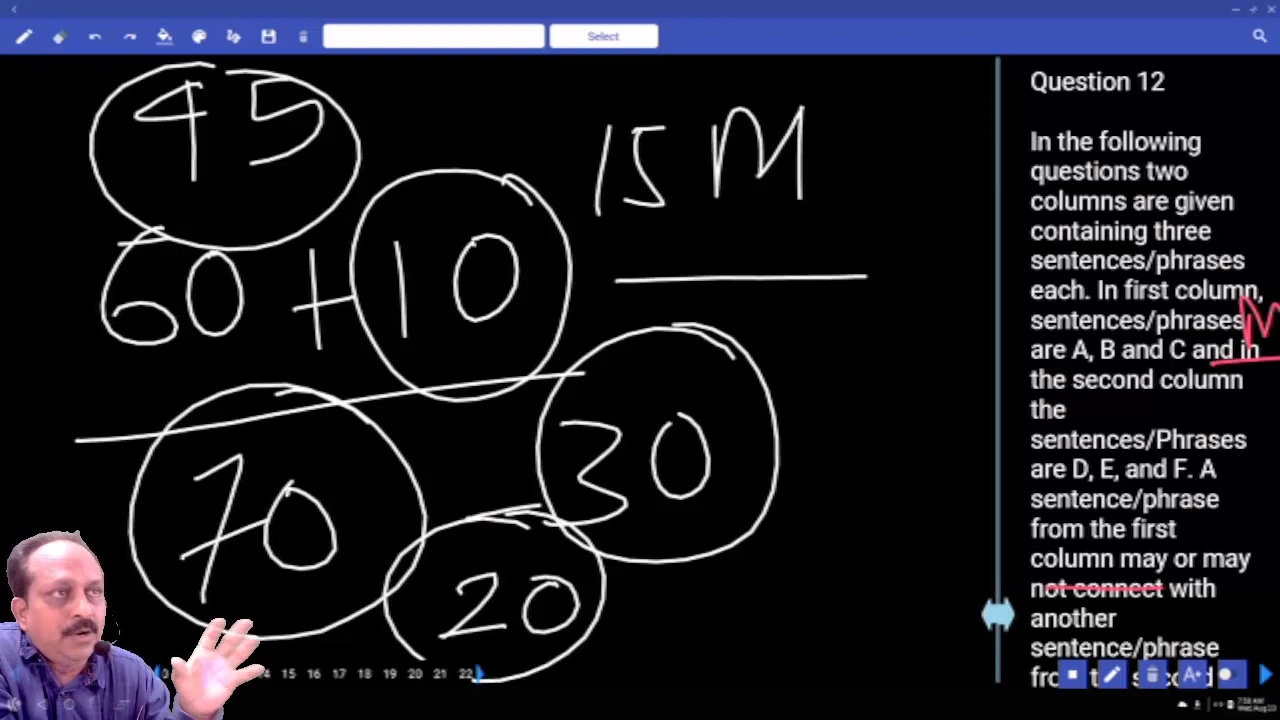 Select
45
15 M
60 + 10
70
30
20
Question 12
In the following
questions two
columns are given
containing three
sentences/phrases
each. In first column,
sentences/phrases
are A, B and C and in
the second column
the
sentences/Phrases
are D, E, and F. A
sentence/phrase
from the first
column may or may
not connect with
another
sentence/phrase
M
15 16 17 18 19 20 21 22
A+
7:58 AM